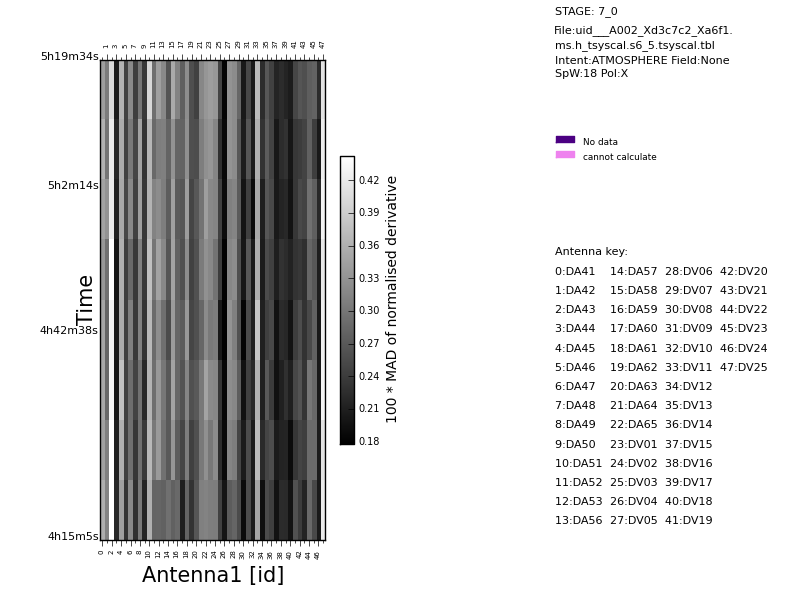 STAGE: 7_0
File:uid___A002_Xd3c7c2_Xa6f1.
ms.h_tsyscal.s6_5.tsyscal.tbl
Intent:ATMOSPHERE Field:None
SpW:18 Pol:X
1 3 5 7 9 11 13 15 17 19 21 23 25 27 29 31 33 35 37 39 41 43 45 47
5h19m34s
5h2m14s
4h42m38s
4h15m5s
Time
0 2 4 6 8 10 12 14 16 18 20 22 24 26 28 30 32 34 36 38 40 42 44 46
Antenna1 [id]
0.42
0.39
0.36
0.33
0.30
0.27
0.24
0.21
0.18
100 * MAD of normalised derivative
No data
cannot calculate
Antenna key:
0:DA41 14:DA57 28:DV06 42:DV20
1:DA42 15:DA58 29:DV07 43:DV21
2:DA43 16:DA59 30:DV08 44:DV22
3:DA44 17:DA60 31:DV09 45:DV23
4:DA45 18:DA61 32:DV10 46:DV24
5:DA46 19:DA62 33:DV11 47:DV25
6:DA47 20:DA63 34:DV12
7:DA48 21:DA64 35:DV13
8:DA49 22:DA65 36:DV14
9:DA50 23:DV01 37:DV15
10:DA51 24:DV02 38:DV16
11:DA52 25:DV03 39:DV17
12:DA53 26:DV04 40:DV18
13:DA56 27:DV05 41:DV19